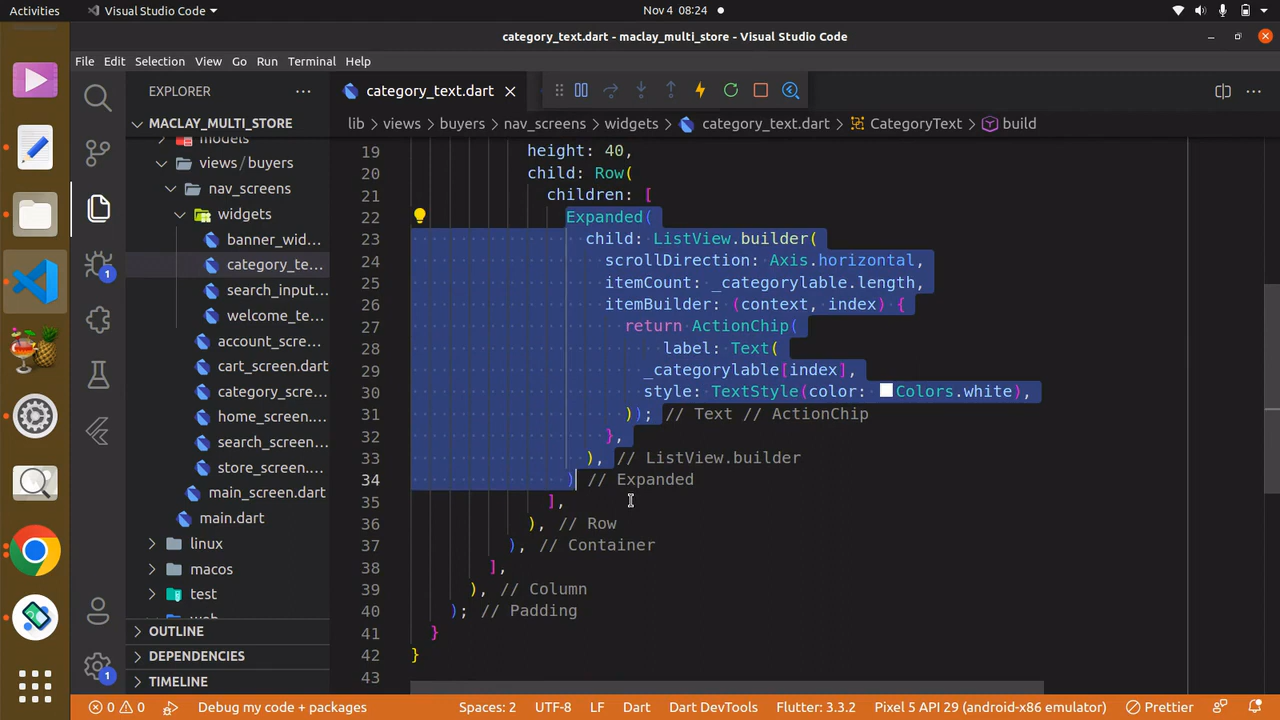 Activities
Visual Studio Code
Nov 4 08:24
category_text.dart - maclay_multi_store - Visual Studio Code
File Edit Selection View Go Run Terminal Help
EXPLORER
category_text.dart
MACLAY_MULTI_STORE
lib > views > buyers > nav_screens > widgets > category_text.dart > CategoryText > build
models
views / buyers
nav_screens
widgets
banner_wid...
category_te...
search_input...
welcome_te...
account_scre...
cart_screen.dart
category_scre...
home_screen....
search_screen...
store_screen....
main_screen.dart
main.dart
linux
macos
test
OUTLINE
DEPENDENCIES
TIMELINE
19 height: 40,
20 child: Row(
21 children: [
22 Expanded(
23 child: ListView.builder(
24 scrollDirection: Axis.horizontal,
25 itemCount: _categorylable.length,
26 itemBuilder: (context, index) {
27 return ActionChip(
28 label: Text(
29 _categorylable[index],
30 style: TextStyle(color: Colors.white),
31 )); // Text // ActionChip
32 },
33 ), // ListView.builder
34 ) // Expanded
35 ],
36 ), // Row
37 ), // Container
38 ],
39 ), // Column
40 ); // Padding
41 }
42 }
43
1
1
0 0 Debug my code + packages
Spaces: 2 UTF-8 LF Dart Dart DevTools Flutter: 3.3.2 Pixel 5 API 29 (android-x86 emulator) Prettier